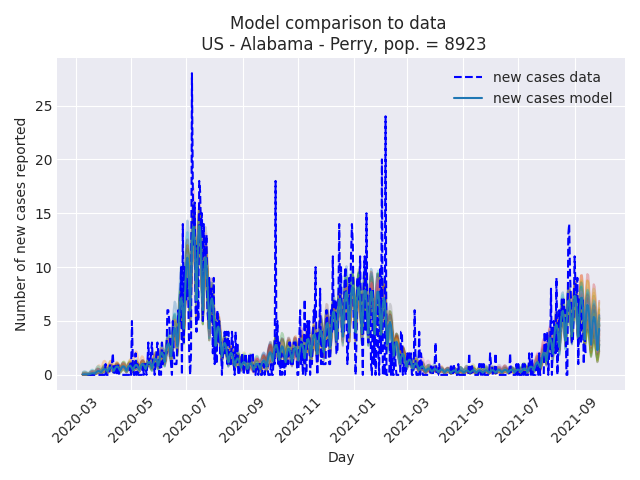 Model comparison to data
US - Alabama - Perry, pop. = 8923
new cases data
new cases model
Number of new cases reported
25
20
15
10
5
0
2020-03
2020-05
2020-07
2020-09
2020-11
2021-01
2021-03
2021-05
2021-07
2021-09
Day